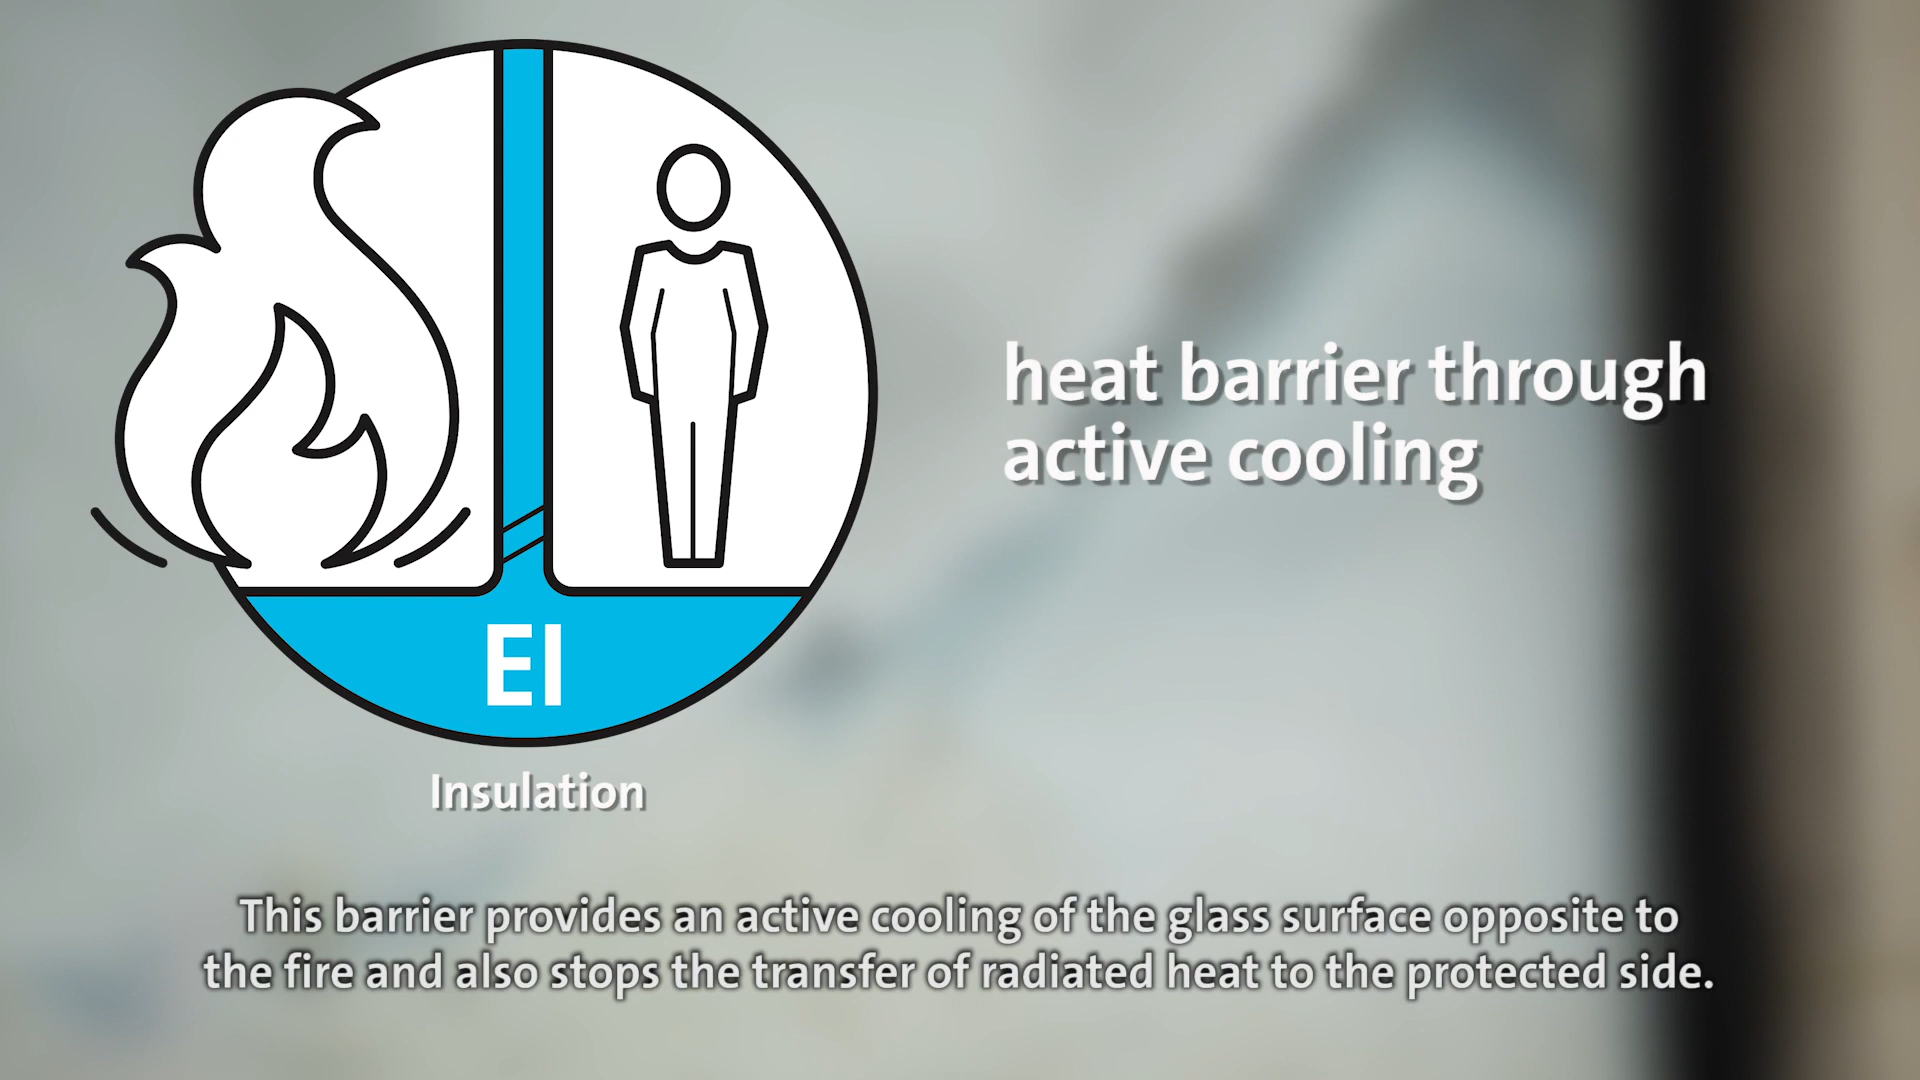 heat barrier through
active cooling
EI
Insulation
This barrier provides an active cooling of the glass surface opposite to
the fire and also stops the transfer of radiated heat to the protected side.